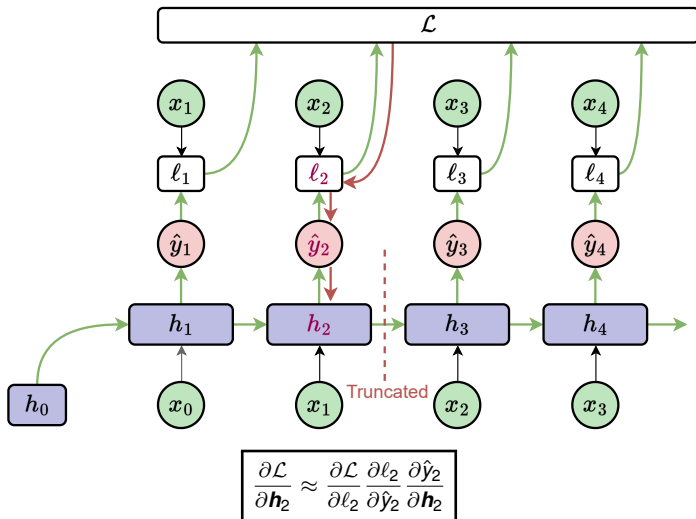 ℒ
x₁ x₂ x₃ x₄
ℓ₁ ℓ₂ ℓ₃ ℓ₄
ŷ₁ ŷ₂ ŷ₃ ŷ₄
h₁ h₂ h₃ h₄
Truncated
h₀ x₀ x₁ x₂ x₃
∂ℒ/∂𝒉₂ ≈ ∂ℒ/∂ℓ₂ ∂ℓ₂/∂ŷ₂ ∂ŷ₂/∂𝒉₂